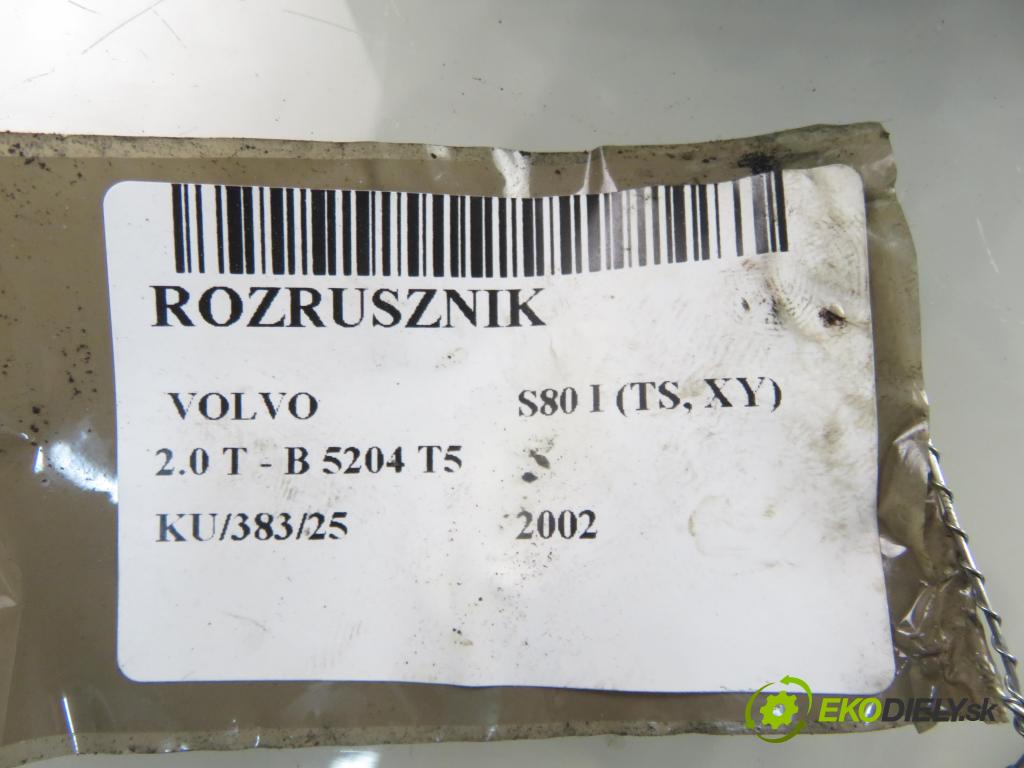 ROZRUSZNIK
VOLVO S80 I (TS, XY)
2.0 T - B 5204 T5
KU/383/25 2002
EKODIELY.sk